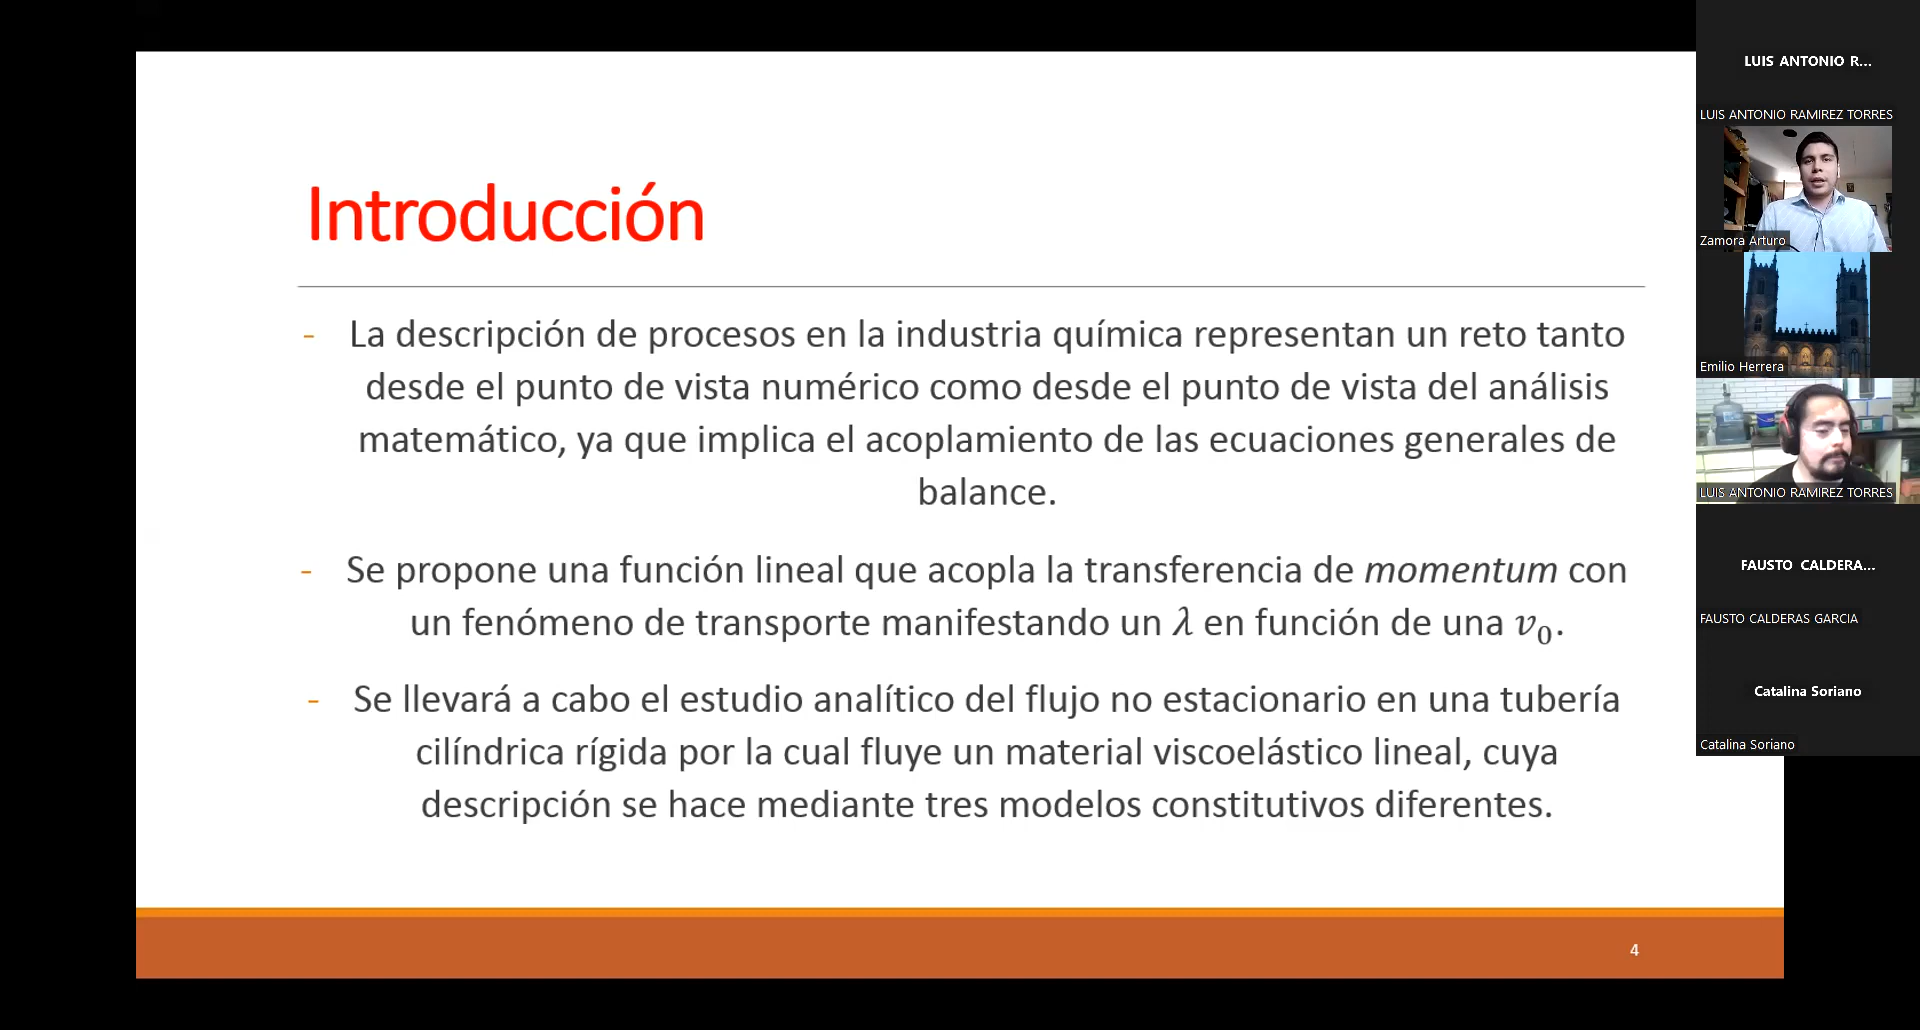 Introducción
- La descripción de procesos en la industria química representan un reto tanto
desde el punto de vista numérico como desde el punto de vista del análisis
matemático, ya que implica el acoplamiento de las ecuaciones generales de
balance.
- Se propone una función lineal que acopla la transferencia de momentum con
un fenómeno de transporte manifestando un λ en función de una v₀.
- Se llevará a cabo el estudio analítico del flujo no estacionario en una tubería
cilíndrica rígida por la cual fluye un material viscoelástico lineal, cuya
descripción se hace mediante tres modelos constitutivos diferentes.
4
LUIS ANTONIO R...
LUIS ANTONIO RAMIREZ TORRES
Zamora Arturo
Emilio Herrera
LUIS ANTONIO RAMIREZ TORRES
FAUSTO CALDERA...
FAUSTO CALDERAS GARCIA
Catalina Soriano
Catalina Soriano